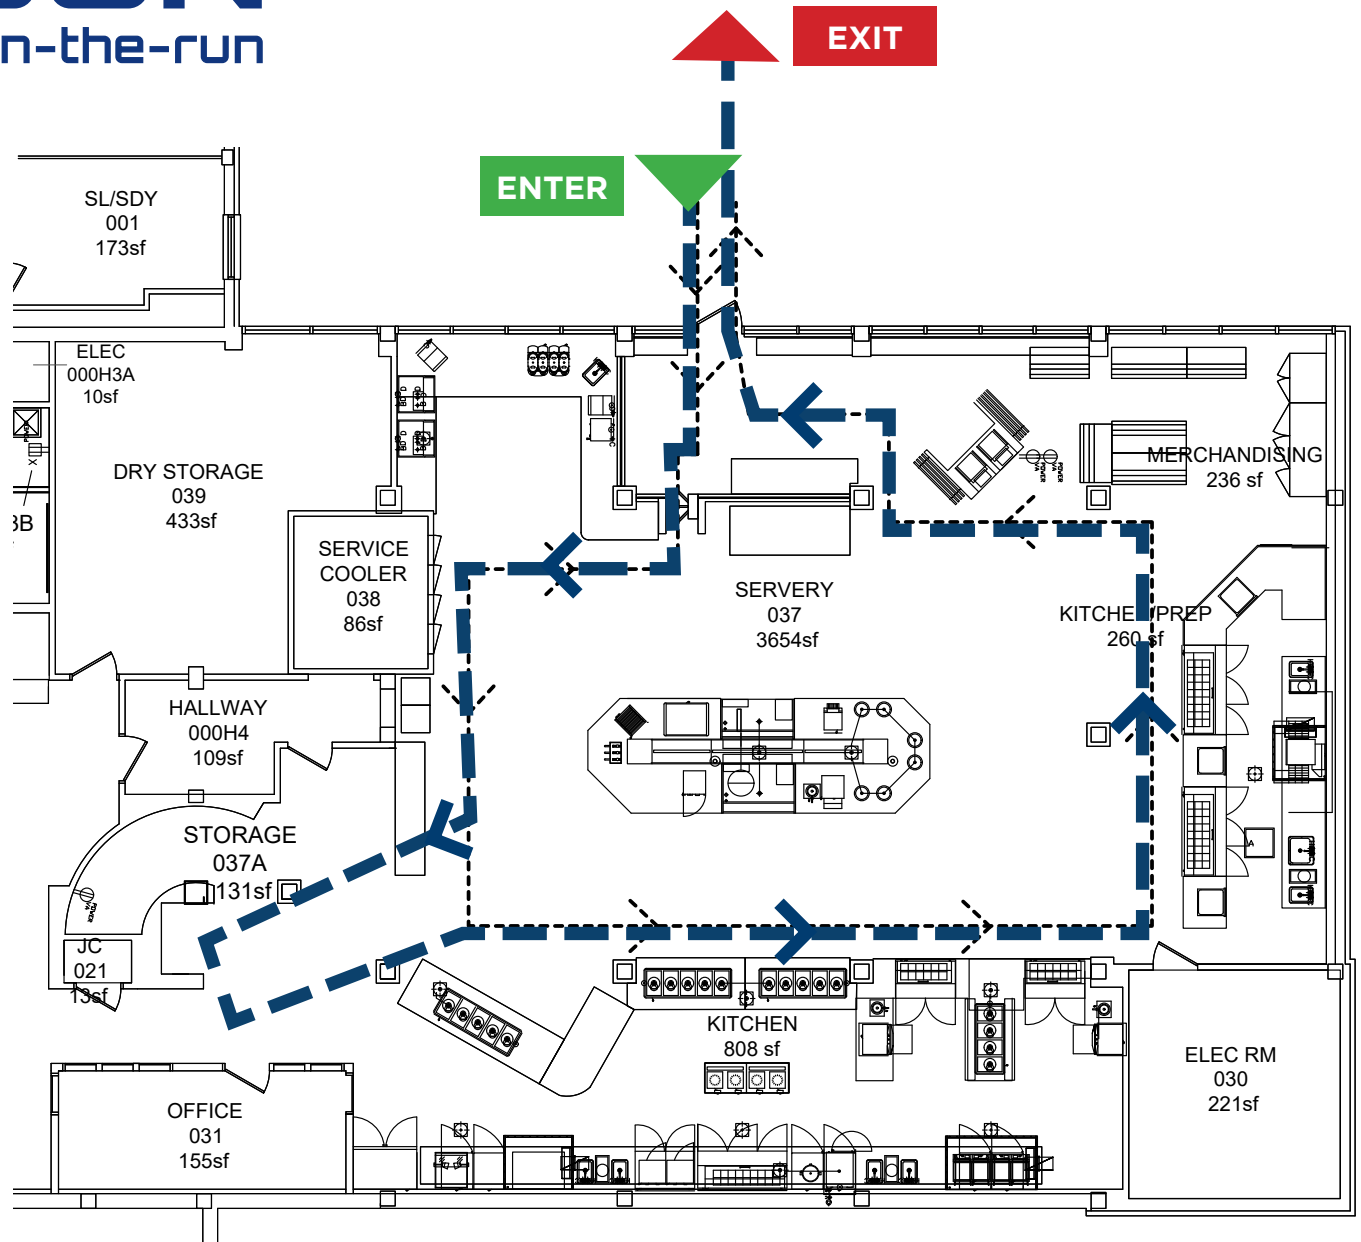 n-the-run
EXIT
ENTER
SL/SDY
001
173sf
ELEC
000H3A
10sf
DRY STORAGE
039
433sf
3B
SERVICE
COOLER
038
86sf
MERCHANDISING
236 sf
SERVERY
037
3654sf
KITCHEN/PREP
260 sf
HALLWAY
000H4
109sf
STORAGE
037A
131sf
JC
021
13sf
KITCHEN
808 sf
ELEC RM
030
221sf
OFFICE
031
155sf